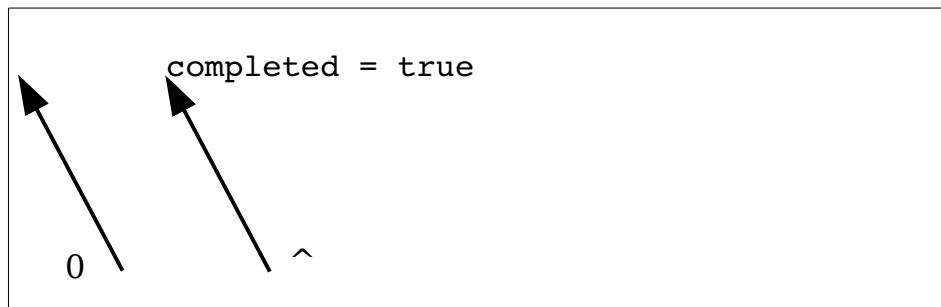 completed = true
0 ^